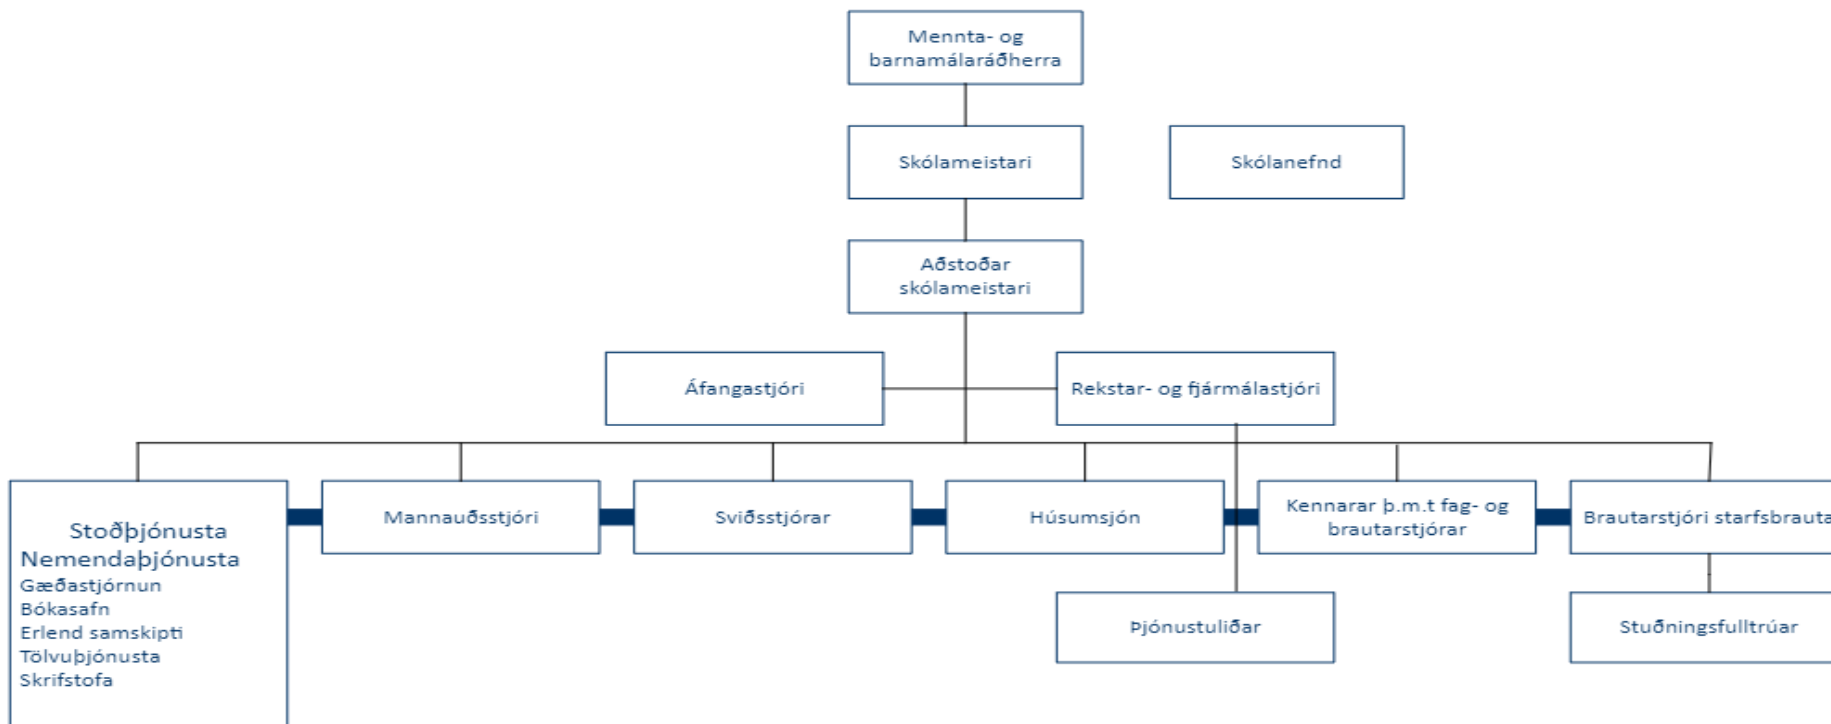 Mennta- og
barnamálaráðherra
Skólameistari
Skólanefnd
Aðstoðar
skólameistari
Áfangastjóri
Rekstar- og fjármálastjóri
Stoðþjónusta
Nemendaþjónusta
Gæðastjórnun
Bókasafn
Erlend samskipti
Tölvuþjónusta
Skrifstofa
Mannauðsstjóri
Sviðsstjórar
Húsumsjón
Kennarar þ.m.t fag- og
brautarstjórar
Brautarstjóri starfsbrauta
Þjónustuliðar
Stuðningsfulltrúar